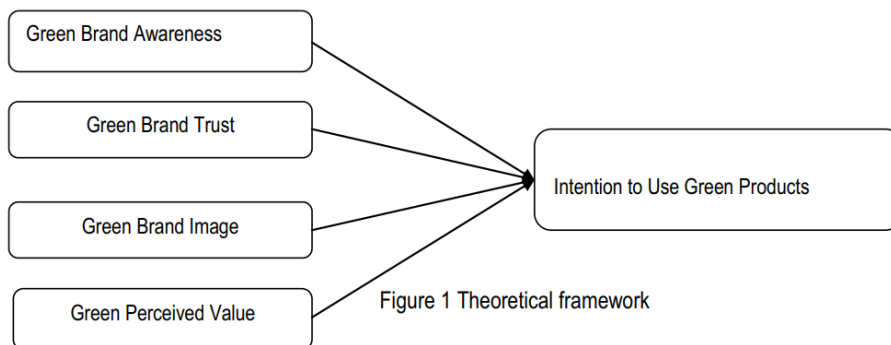 Green Brand Awareness
Green Brand Trust
Intention to Use Green Products
Green Brand Image
Green Perceived Value
Figure 1 Theoretical framework